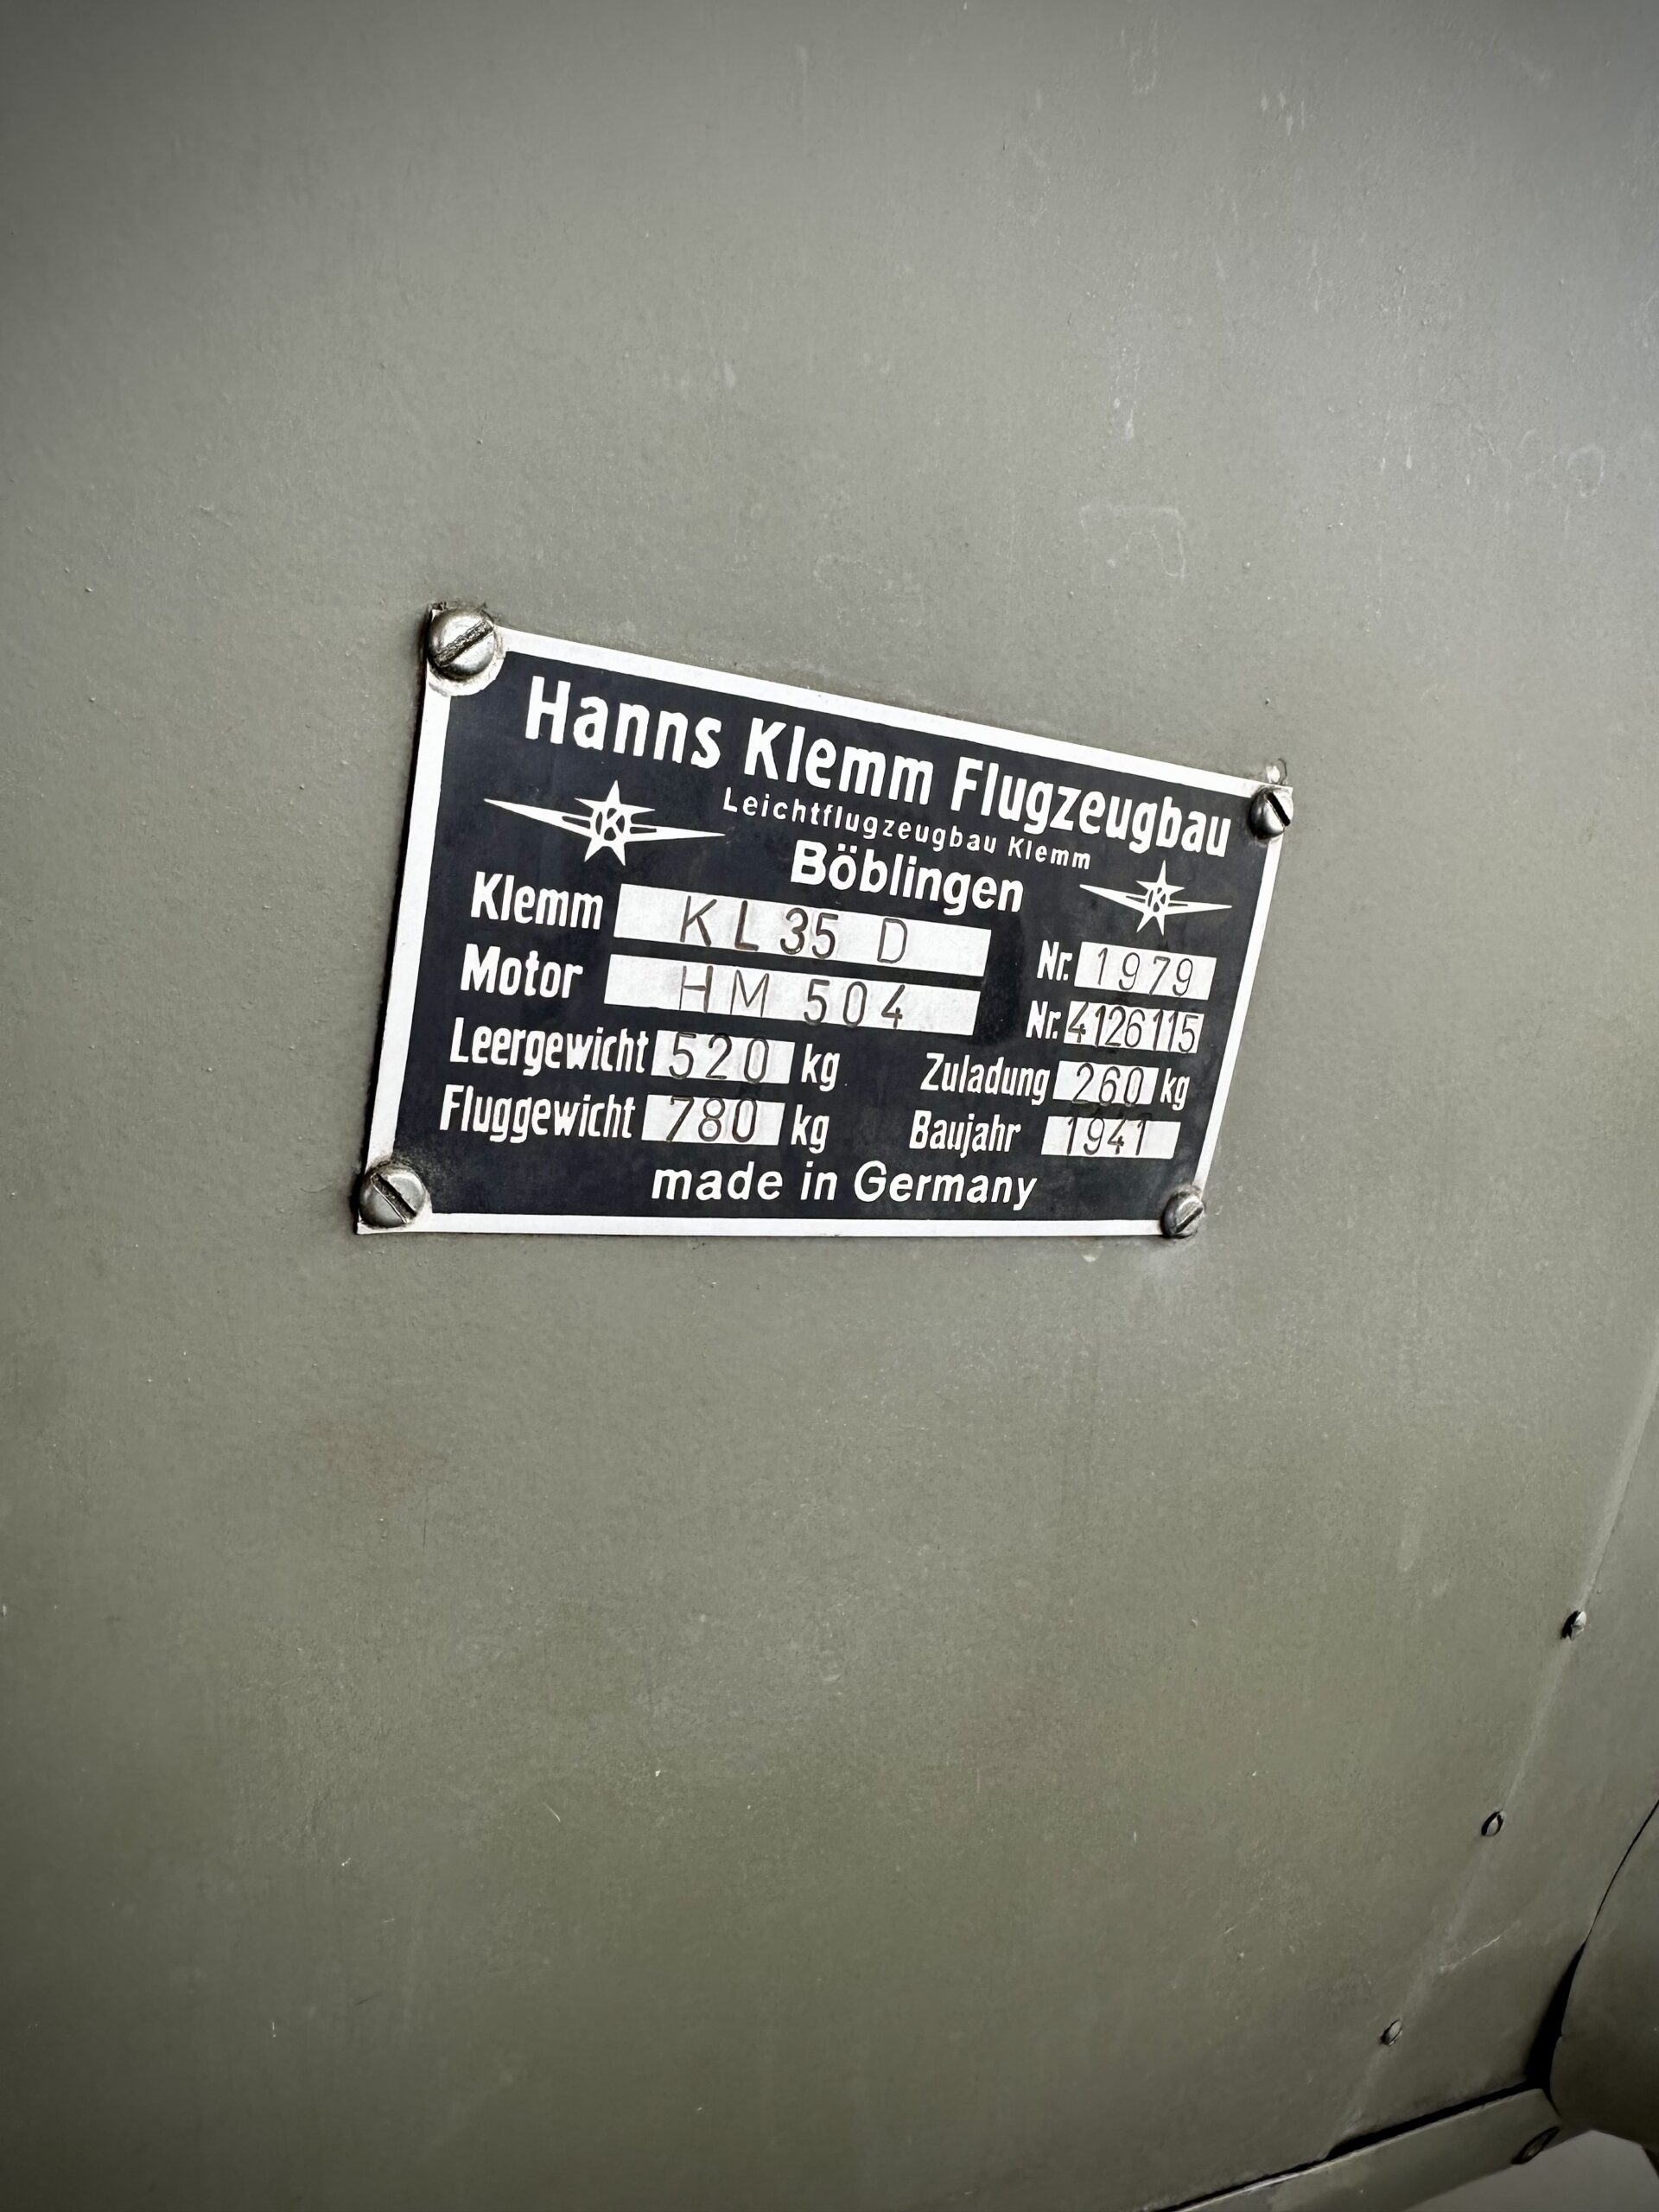 Hanns Klemm Flugzeugbau
Leichtflugzeugbau Klemm
Böblingen
K K
Klemm KL 35 D Nr. 1979
Motor HM 504 Nr. 4126115
Leergewicht 520 kg Zuladung 260 kg
Fluggewicht 780 kg Baujahr 1941
made in Germany